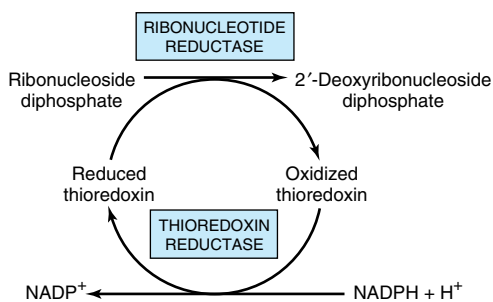 RIBONUCLEOTIDE
REDUCTASE
Ribonucleoside
diphosphate
2′-Deoxyribonucleoside
diphosphate
Reduced
thioredoxin
Oxidized
thioredoxin
THIOREDOXIN
REDUCTASE
NADP⁺
NADPH + H⁺